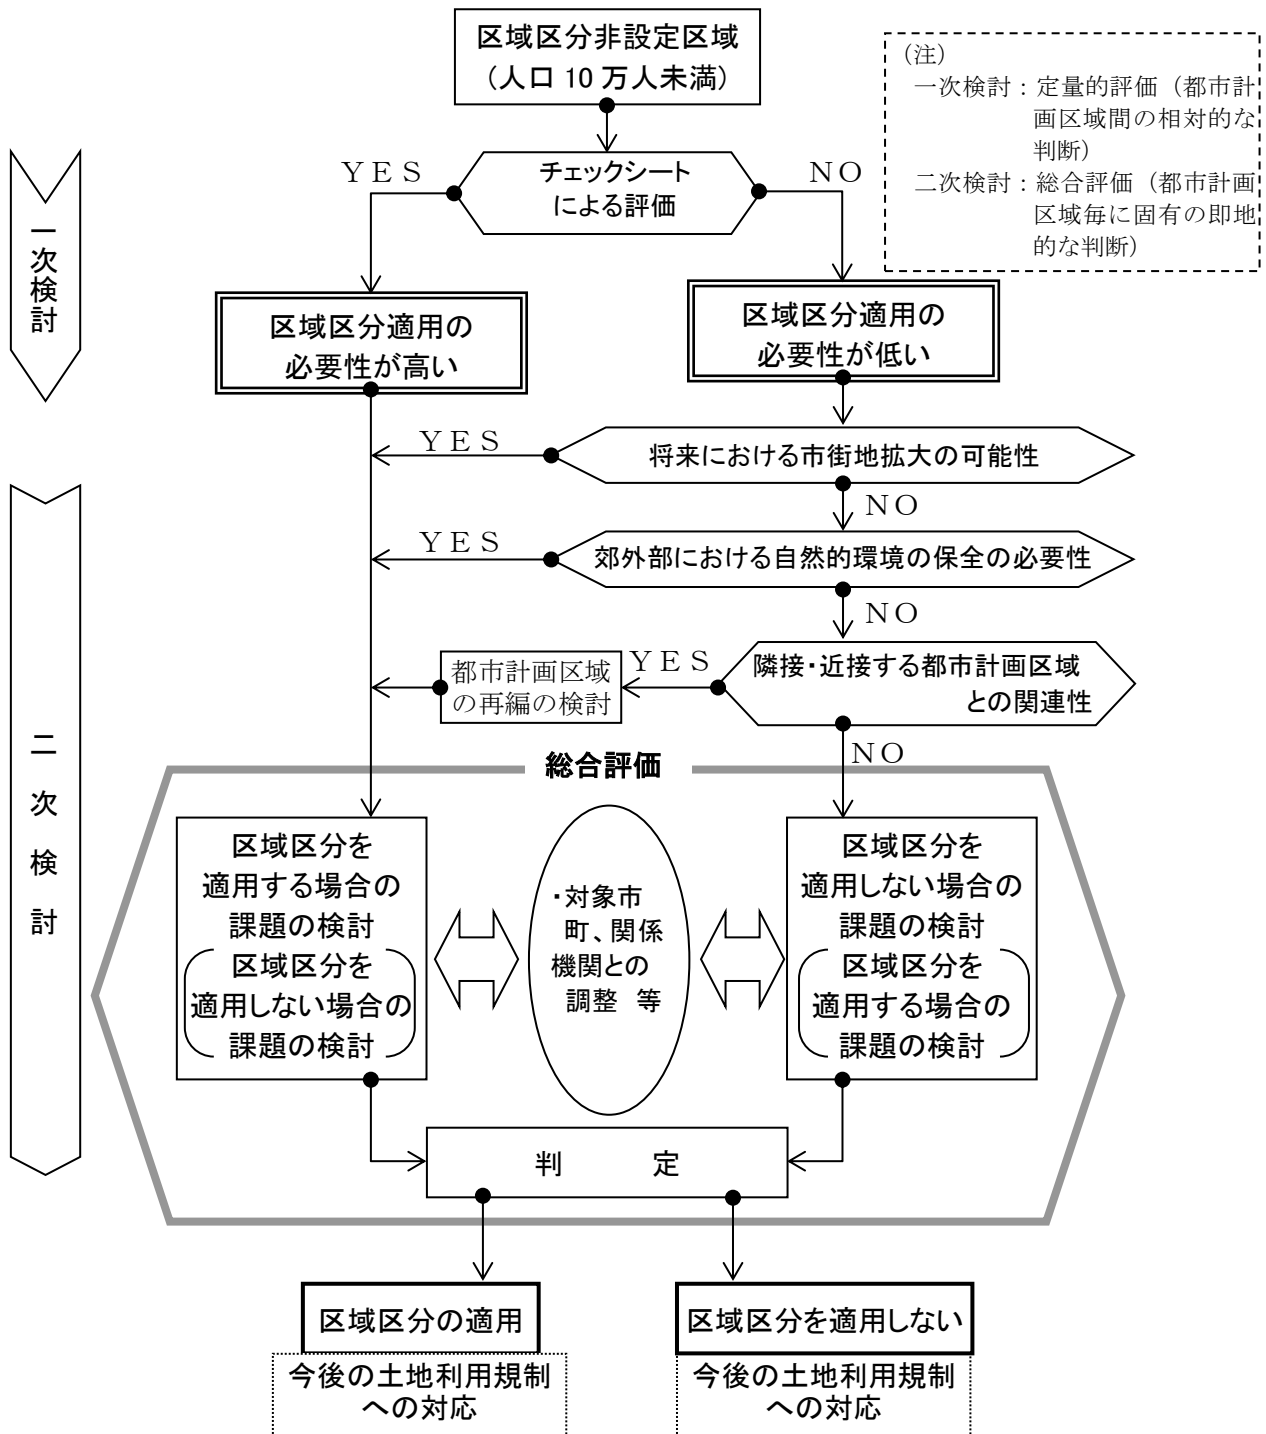 区域区分非設定区域
(人口 10 万人未満)
(注)
一次検討：定量的評価（都市計
画区域間の相対的な
判断）
二次検討：総合評価（都市計画
区域毎に固有の即地
的な判断）
一次検討
YES
チェックシート
による評価
NO
区域区分適用の
必要性が高い
区域区分適用の
必要性が低い
YES
将来における市街地拡大の可能性
NO
YES
郊外部における自然的環境の保全の必要性
NO
都市計画区域
の再編の検討
YES
隣接・近接する都市計画区域
との関連性
NO
二次検討
総合評価
区域区分を
適用する場合の
課題の検討
区域区分を
適用しない場合の
課題の検討
・対象市
町、関係
機関との
調整　等
区域区分を
適用しない場合の
課題の検討
区域区分を
適用する場合の
課題の検討
判　　定
区域区分の適用
今後の土地利用規制
への対応
区域区分を適用しない
今後の土地利用規制
への対応